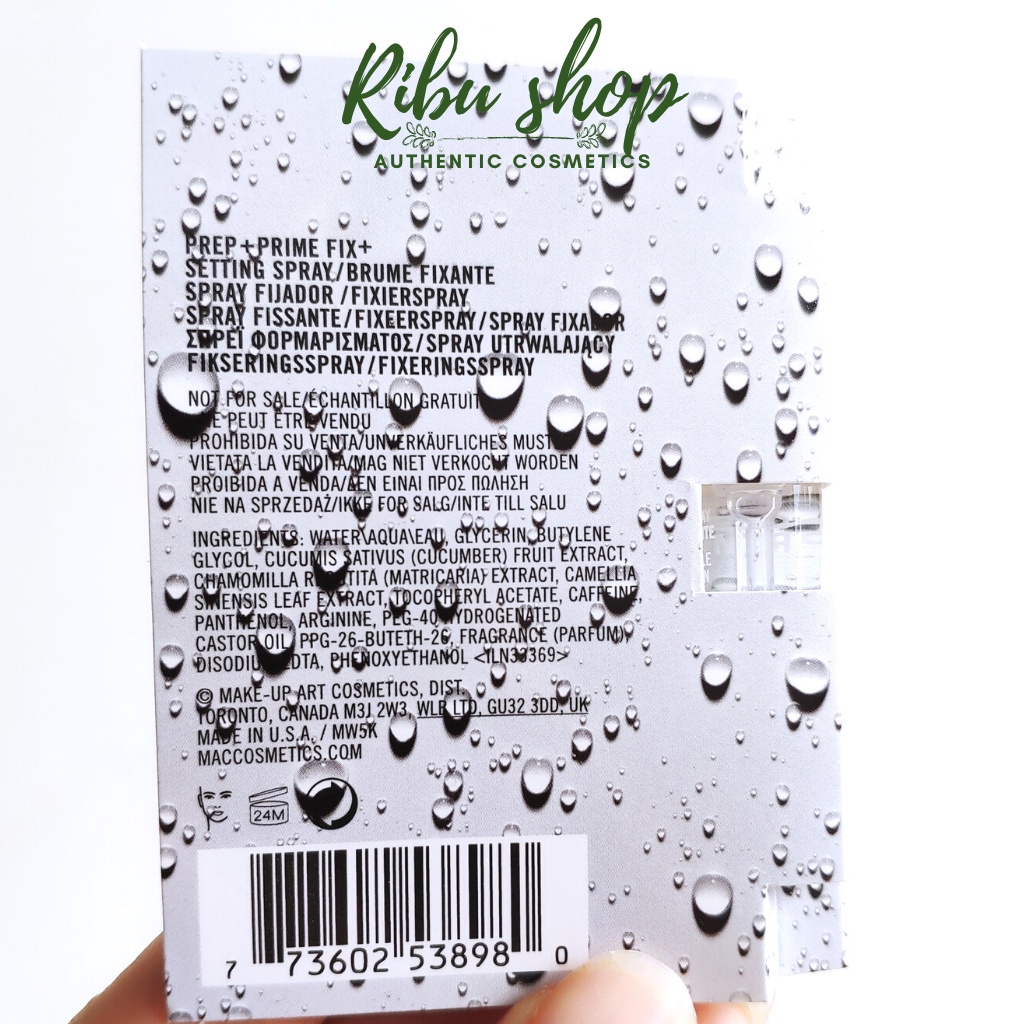 Ribu shop
AUTHENTIC COSMETICS
PREP+PRIME FIX+
SETTING SPRAY/BRUME FIXANTE
SPRAY FIJADOR /FIXIERSPRAY
SPRAY FISSANTE/FIXEERSPRAY/SPRAY FIXADOR
ΣΠΡΕΪ ΦΟΡΜΑΡΙΣΜΑΤΟΣ/SPRAY UTRWALAJĄCY
FIKSERINGSSPRAY/FIXERINGSSPRAY
NOT FOR SALE/ÉCHANTILLON GRATUIT
NE PEUT ÊTRE VENDU
PROHIBIDA SU VENTA/UNVERKÄUFLICHES MUSTER
VIETATA LA VENDITA/MAG NIET VERKOCHT WORDEN
PROIBIDA A VENDA/ΔΕΝ ΕΙΝΑΙ ΠΡΟΣ ΠΩΛΗΣΗ
NIE NA SPRZEDAŻ/IKKE FOR SALG/INTE TILL SALU
INGREDIENTS: WATER\AQUA\EAU, GLYCERIN, BUTYLENE
GLYCOL, CUCUMIS SATIVUS (CUCUMBER) FRUIT EXTRACT,
CHAMOMILLA RECUTITA (MATRICARIA) EXTRACT, CAMELLIA
SINENSIS LEAF EXTRACT, TOCOPHERYL ACETATE, CAFFEINE,
PANTHENOL, ARGININE, PEG-40 HYDROGENATED
CASTOR OIL, PPG-26-BUTETH-26, FRAGRANCE (PARFUM),
DISODIUM EDTA, PHENOXYETHANOL <ILN33369>
© MAKE-UP ART COSMETICS, DIST.
TORONTO, CANADA M3J 2W3, WLR LTD, GU32 3DD, UK
MADE IN U.S.A. / MW5K
MACCOSMETICS.COM
24M
7 73602 53898 0